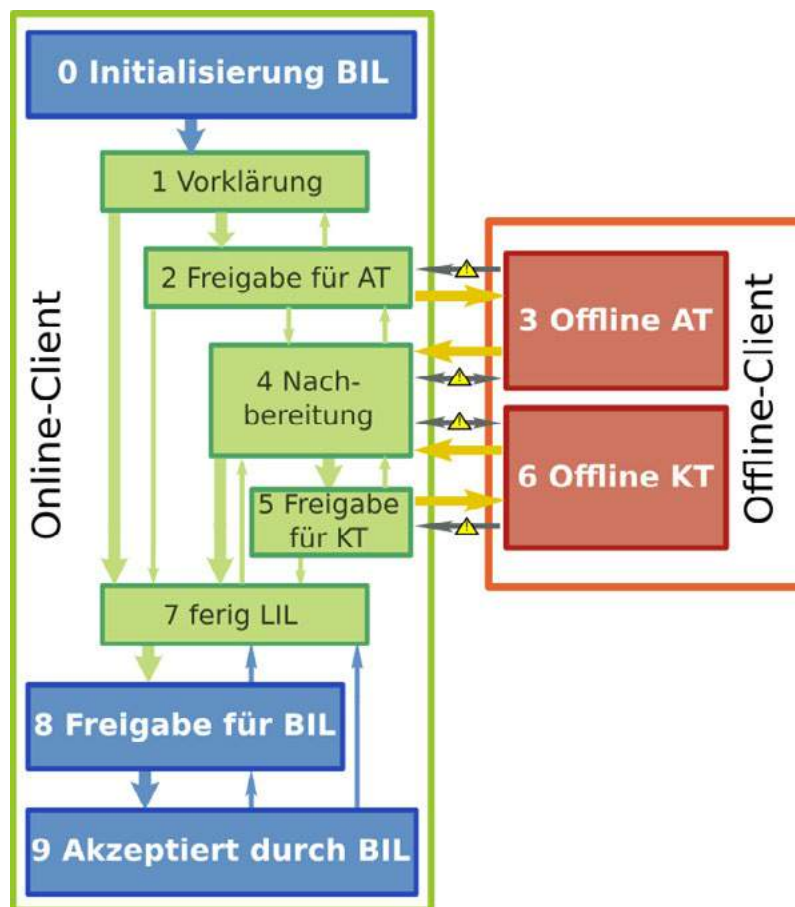 0 Initialisierung BIL
1 Vorklärung
2 Freigabe für AT
3 Offline AT
4 Nach-
bereitung
6 Offline KT
5 Freigabe
für KT
7 ferig LIL
8 Freigabe für BIL
9 Akzeptiert durch BIL
Online-Client
Offline-Client